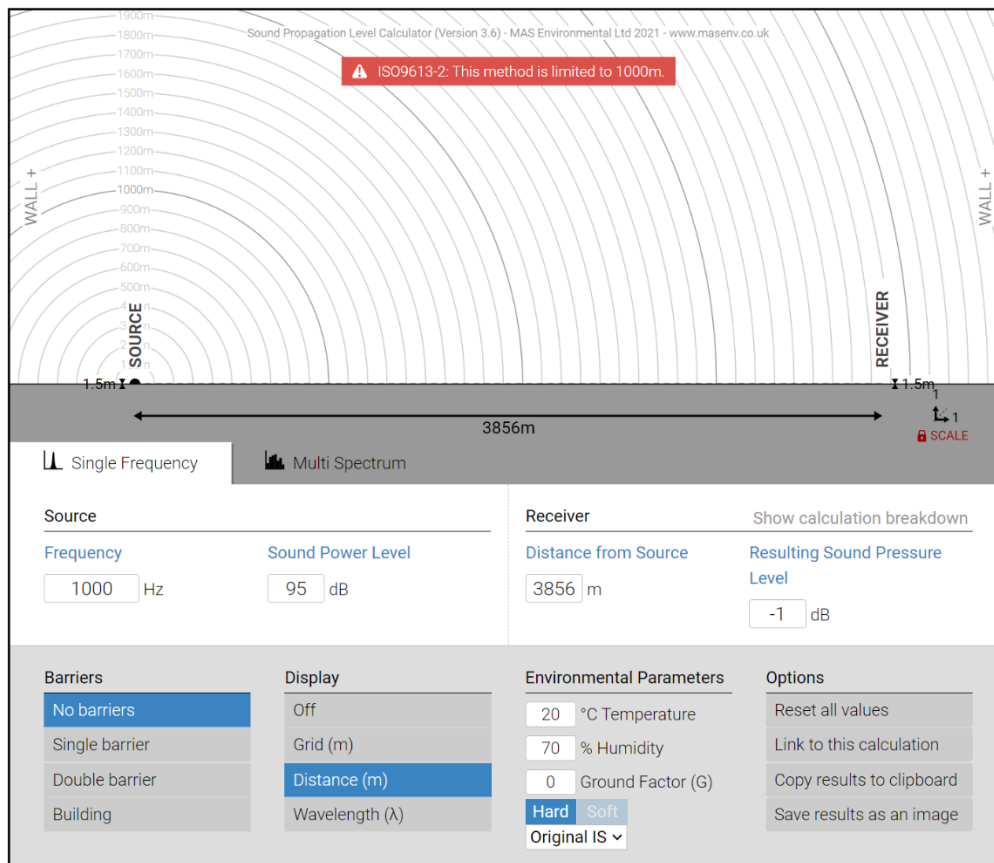 1900m
1800m
Sound Propagation Level Calculator (Version 3.6) - MAS Environmental Ltd 2021 - www.masenv.co.uk
1700m
1600m
ISO9613-2: This method is limited to 1000m.
1500m
1400m
1300m
1200m
1100m
WALL +
WALL +
1000m
900m
800m
700m
600m
500m
SOURCE
RECEIVER
1.5m
1.5m
1
1
3856m
SCALE
Single Frequency
Multi Spectrum
Source
Receiver
Show calculation breakdown
Frequency
Sound Power Level
Distance from Source
Resulting Sound Pressure
Level
1000 Hz
95 dB
3856 m
-1 dB
Barriers
Display
Environmental Parameters
Options
No barriers
Off
20 °C Temperature
Reset all values
Single barrier
Grid (m)
70 % Humidity
Link to this calculation
Double barrier
Distance (m)
0 Ground Factor (G)
Copy results to clipboard
Building
Wavelength (λ)
Hard Soft
Save results as an image
Original IS